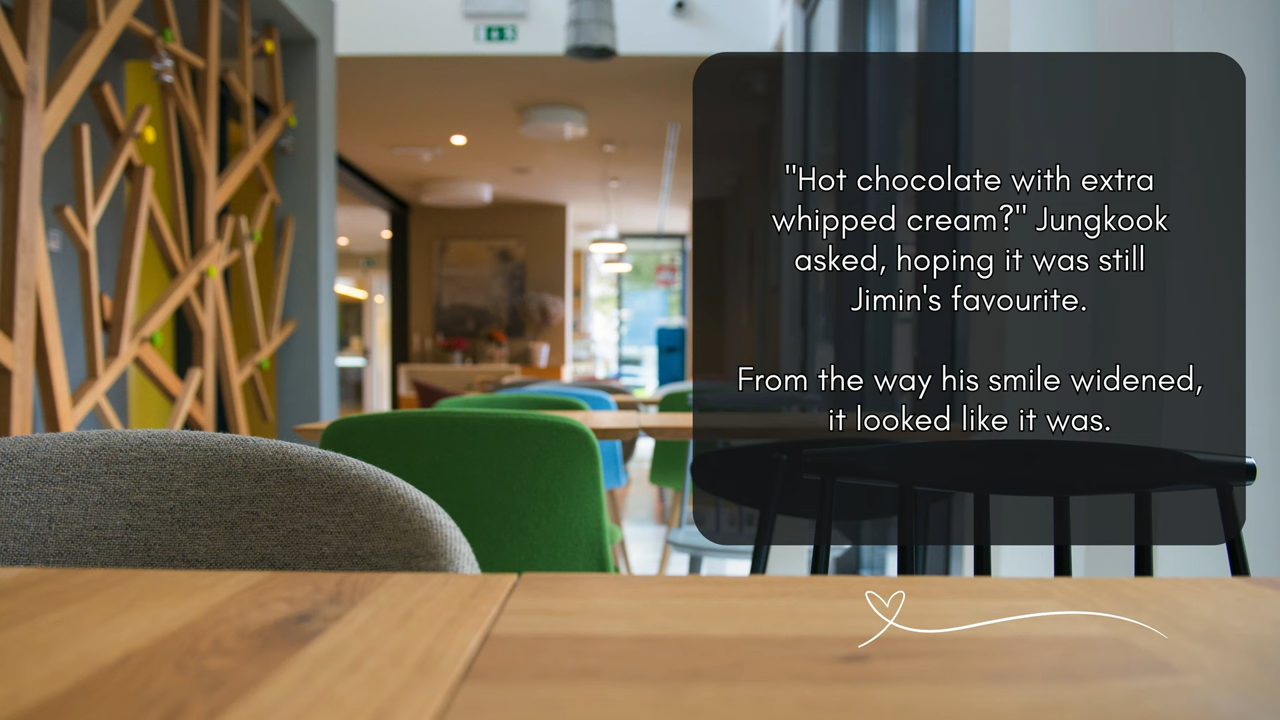 "Hot chocolate with extra
whipped cream?" Jungkook
asked, hoping it was still
Jimin's favourite.
From the way his smile widened,
it looked like it was.